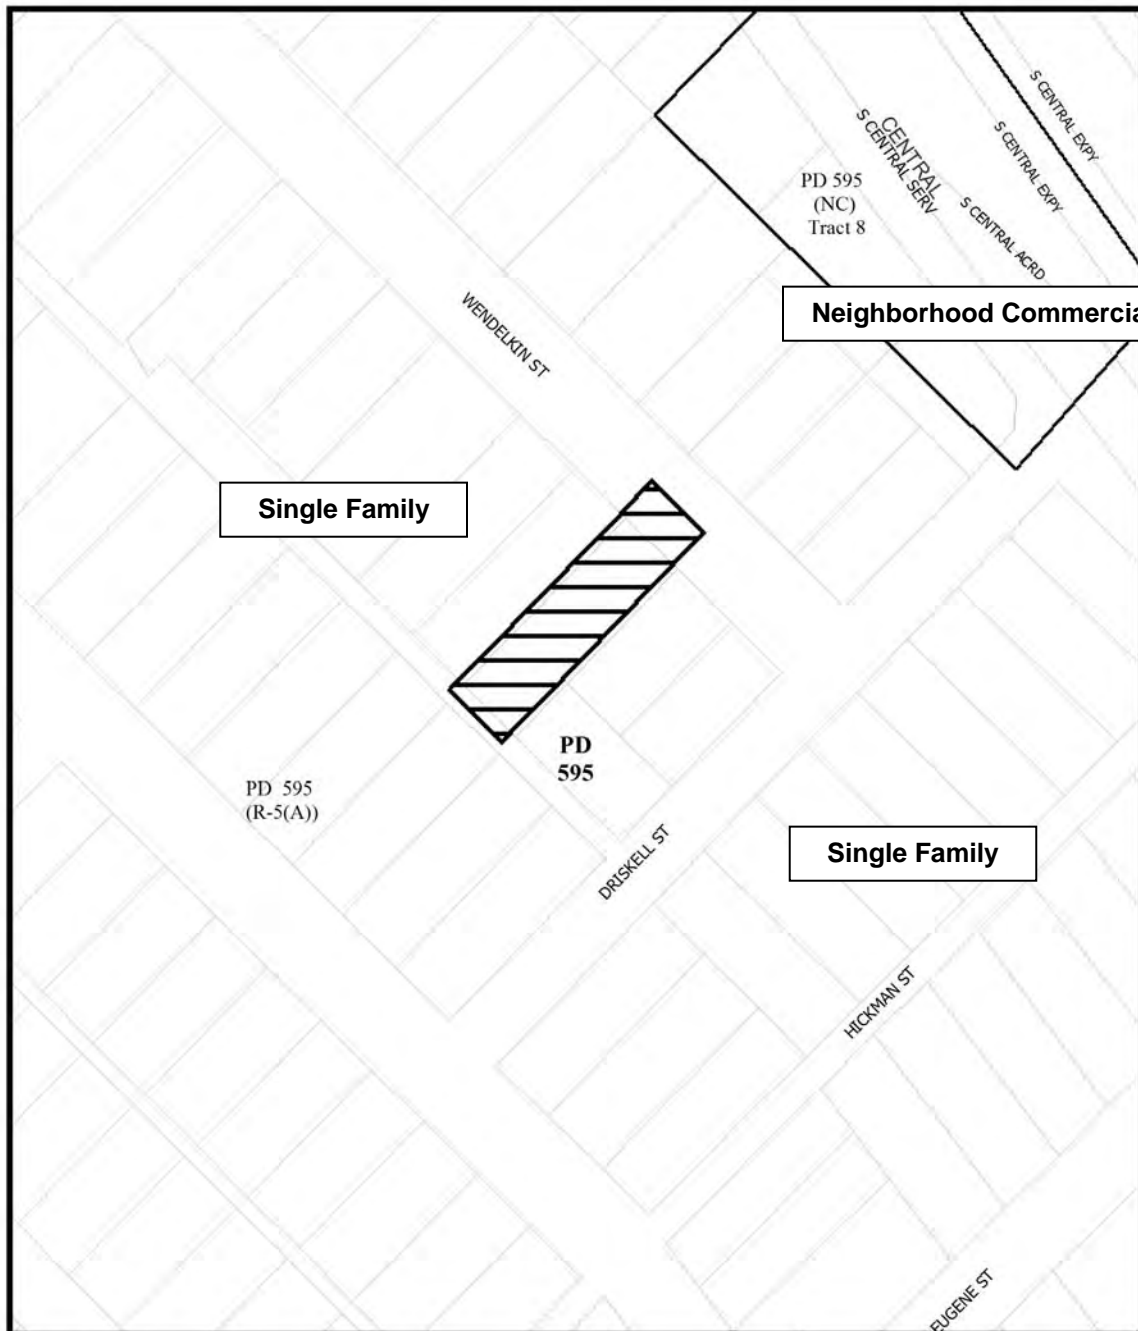 S CENTRAL EXPY
S CENTRAL EXPY
CENTRAL
S CENTRAL SERV
S CENTRAL ACRD
PD 595
(NC)
Tract 8
Neighborhood Commercia
WENDELKIN ST
Single Family
PD
595
PD 595
(R-5(A))
DRISKELL ST
Single Family
HICKMAN ST
EUGENE ST